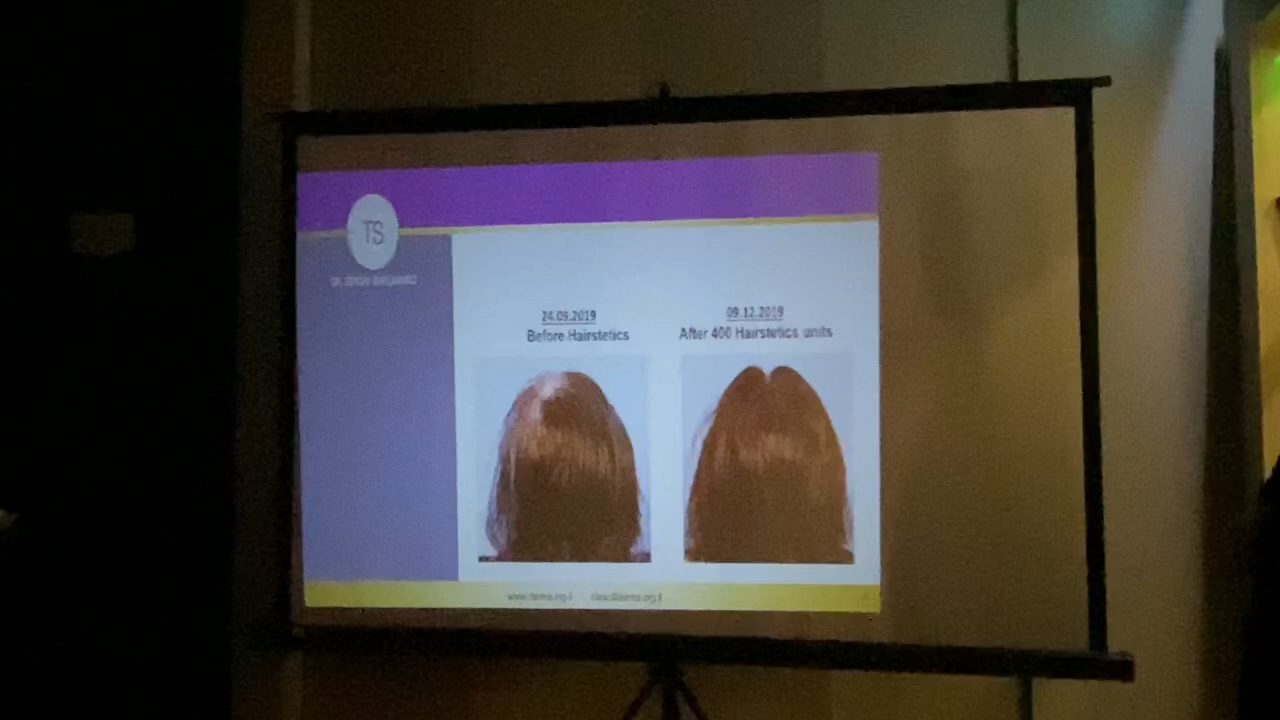 TS
24.09.2019
Before Hairstetics
09.12.2019
After 400 Hairstetics units